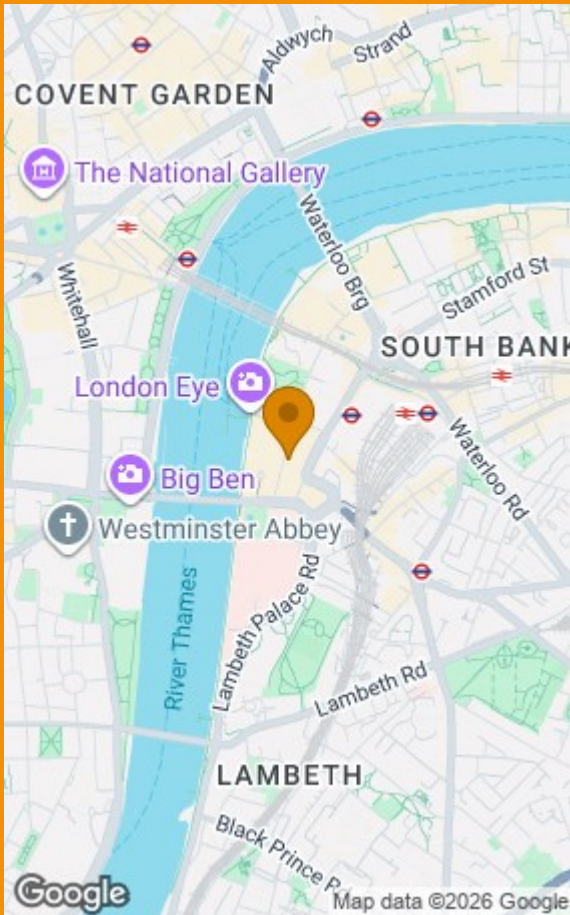 Aldwych
Strand
COVENT GARDEN
The National Gallery
Waterloo Brg
Whitehall
Stamford St
SOUTH BANK
London Eye
Waterloo Rd
Big Ben
Westminster Abbey
River Thames
Lambeth Palace Rd
Lambeth Rd
LAMBETH
Black Prince R
Google
Map data ©2026 Google